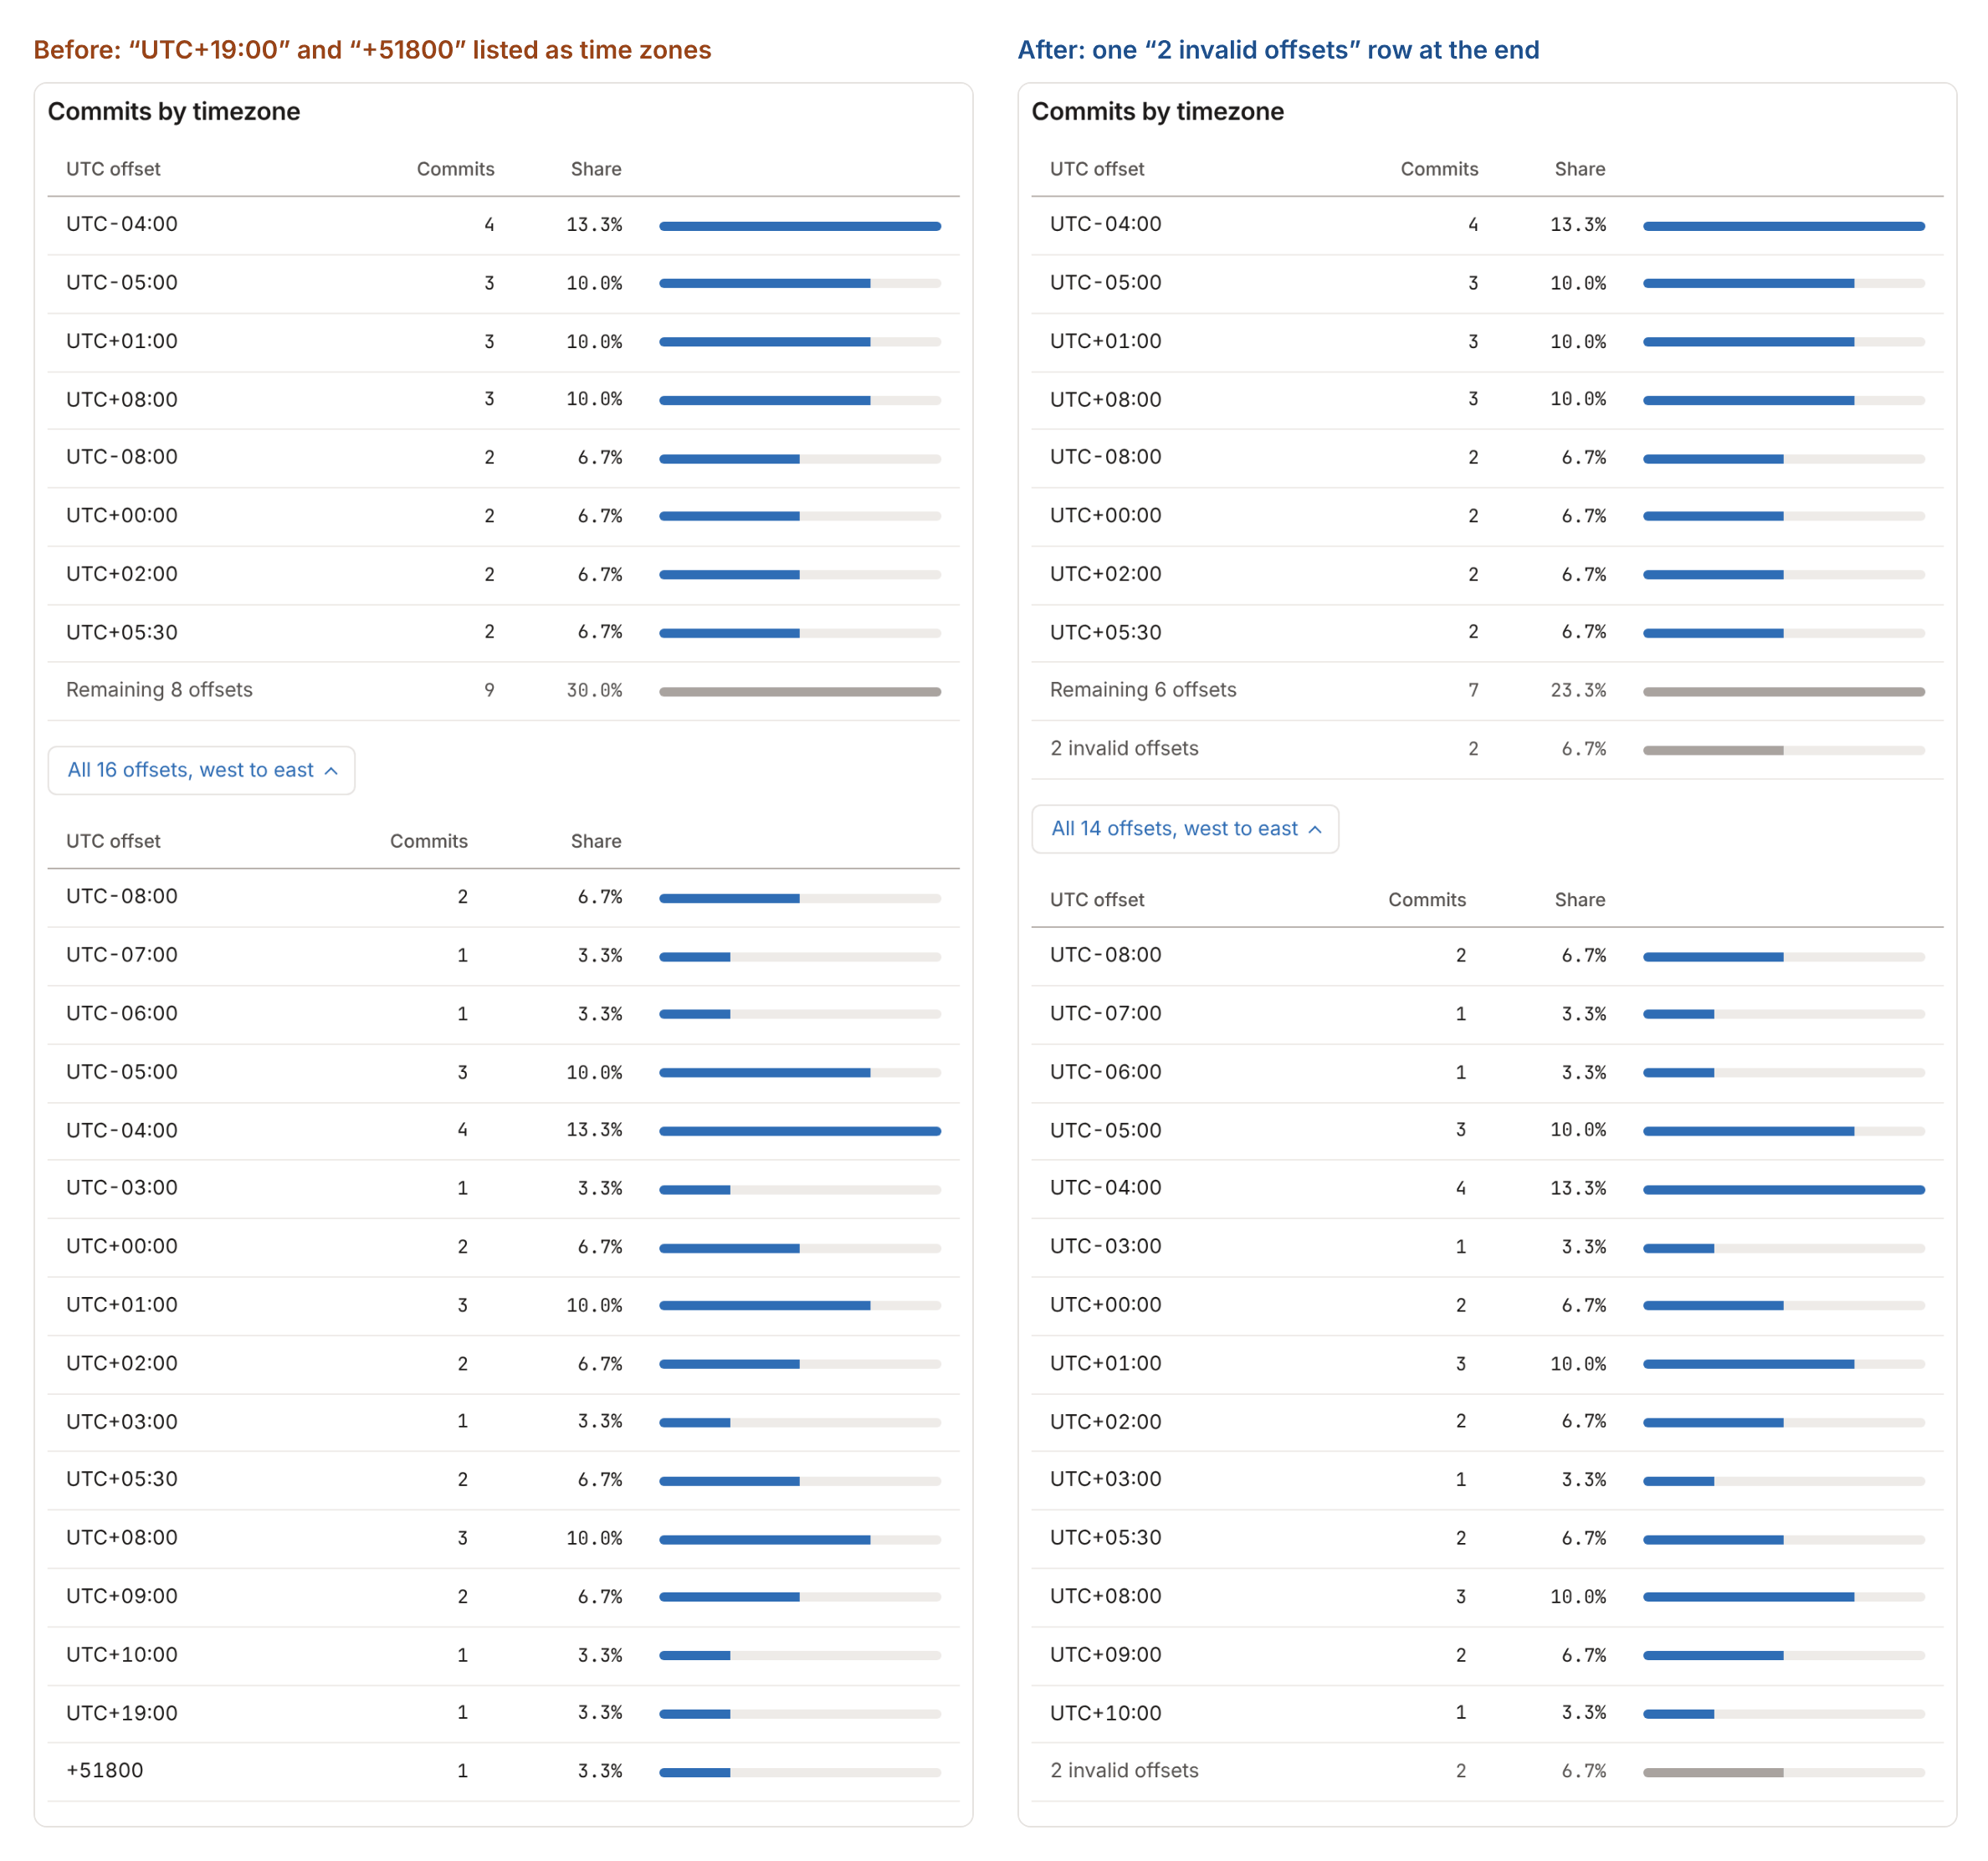 Before: “UTC+19:00” and “+51800” listed as time zones
Commits by timezone
UTC offset Commits Share
UTC-04:00 4 13.3%
UTC-05:00 3 10.0%
UTC+01:00 3 10.0%
UTC+08:00 3 10.0%
UTC-08:00 2 6.7%
UTC+00:00 2 6.7%
UTC+02:00 2 6.7%
UTC+05:30 2 6.7%
Remaining 8 offsets 9 30.0%
All 16 offsets, west to east
UTC offset Commits Share
UTC-08:00 2 6.7%
UTC-07:00 1 3.3%
UTC-06:00 1 3.3%
UTC-05:00 3 10.0%
UTC-04:00 4 13.3%
UTC-03:00 1 3.3%
UTC+00:00 2 6.7%
UTC+01:00 3 10.0%
UTC+02:00 2 6.7%
UTC+03:00 1 3.3%
UTC+05:30 2 6.7%
UTC+08:00 3 10.0%
UTC+09:00 2 6.7%
UTC+10:00 1 3.3%
UTC+19:00 1 3.3%
+51800 1 3.3%
After: one “2 invalid offsets” row at the end
Commits by timezone
UTC offset Commits Share
UTC-04:00 4 13.3%
UTC-05:00 3 10.0%
UTC+01:00 3 10.0%
UTC+08:00 3 10.0%
UTC-08:00 2 6.7%
UTC+00:00 2 6.7%
UTC+02:00 2 6.7%
UTC+05:30 2 6.7%
Remaining 6 offsets 7 23.3%
2 invalid offsets 2 6.7%
All 14 offsets, west to east
UTC offset Commits Share
UTC-08:00 2 6.7%
UTC-07:00 1 3.3%
UTC-06:00 1 3.3%
UTC-05:00 3 10.0%
UTC-04:00 4 13.3%
UTC-03:00 1 3.3%
UTC+00:00 2 6.7%
UTC+01:00 3 10.0%
UTC+02:00 2 6.7%
UTC+03:00 1 3.3%
UTC+05:30 2 6.7%
UTC+08:00 3 10.0%
UTC+09:00 2 6.7%
UTC+10:00 1 3.3%
2 invalid offsets 2 6.7%